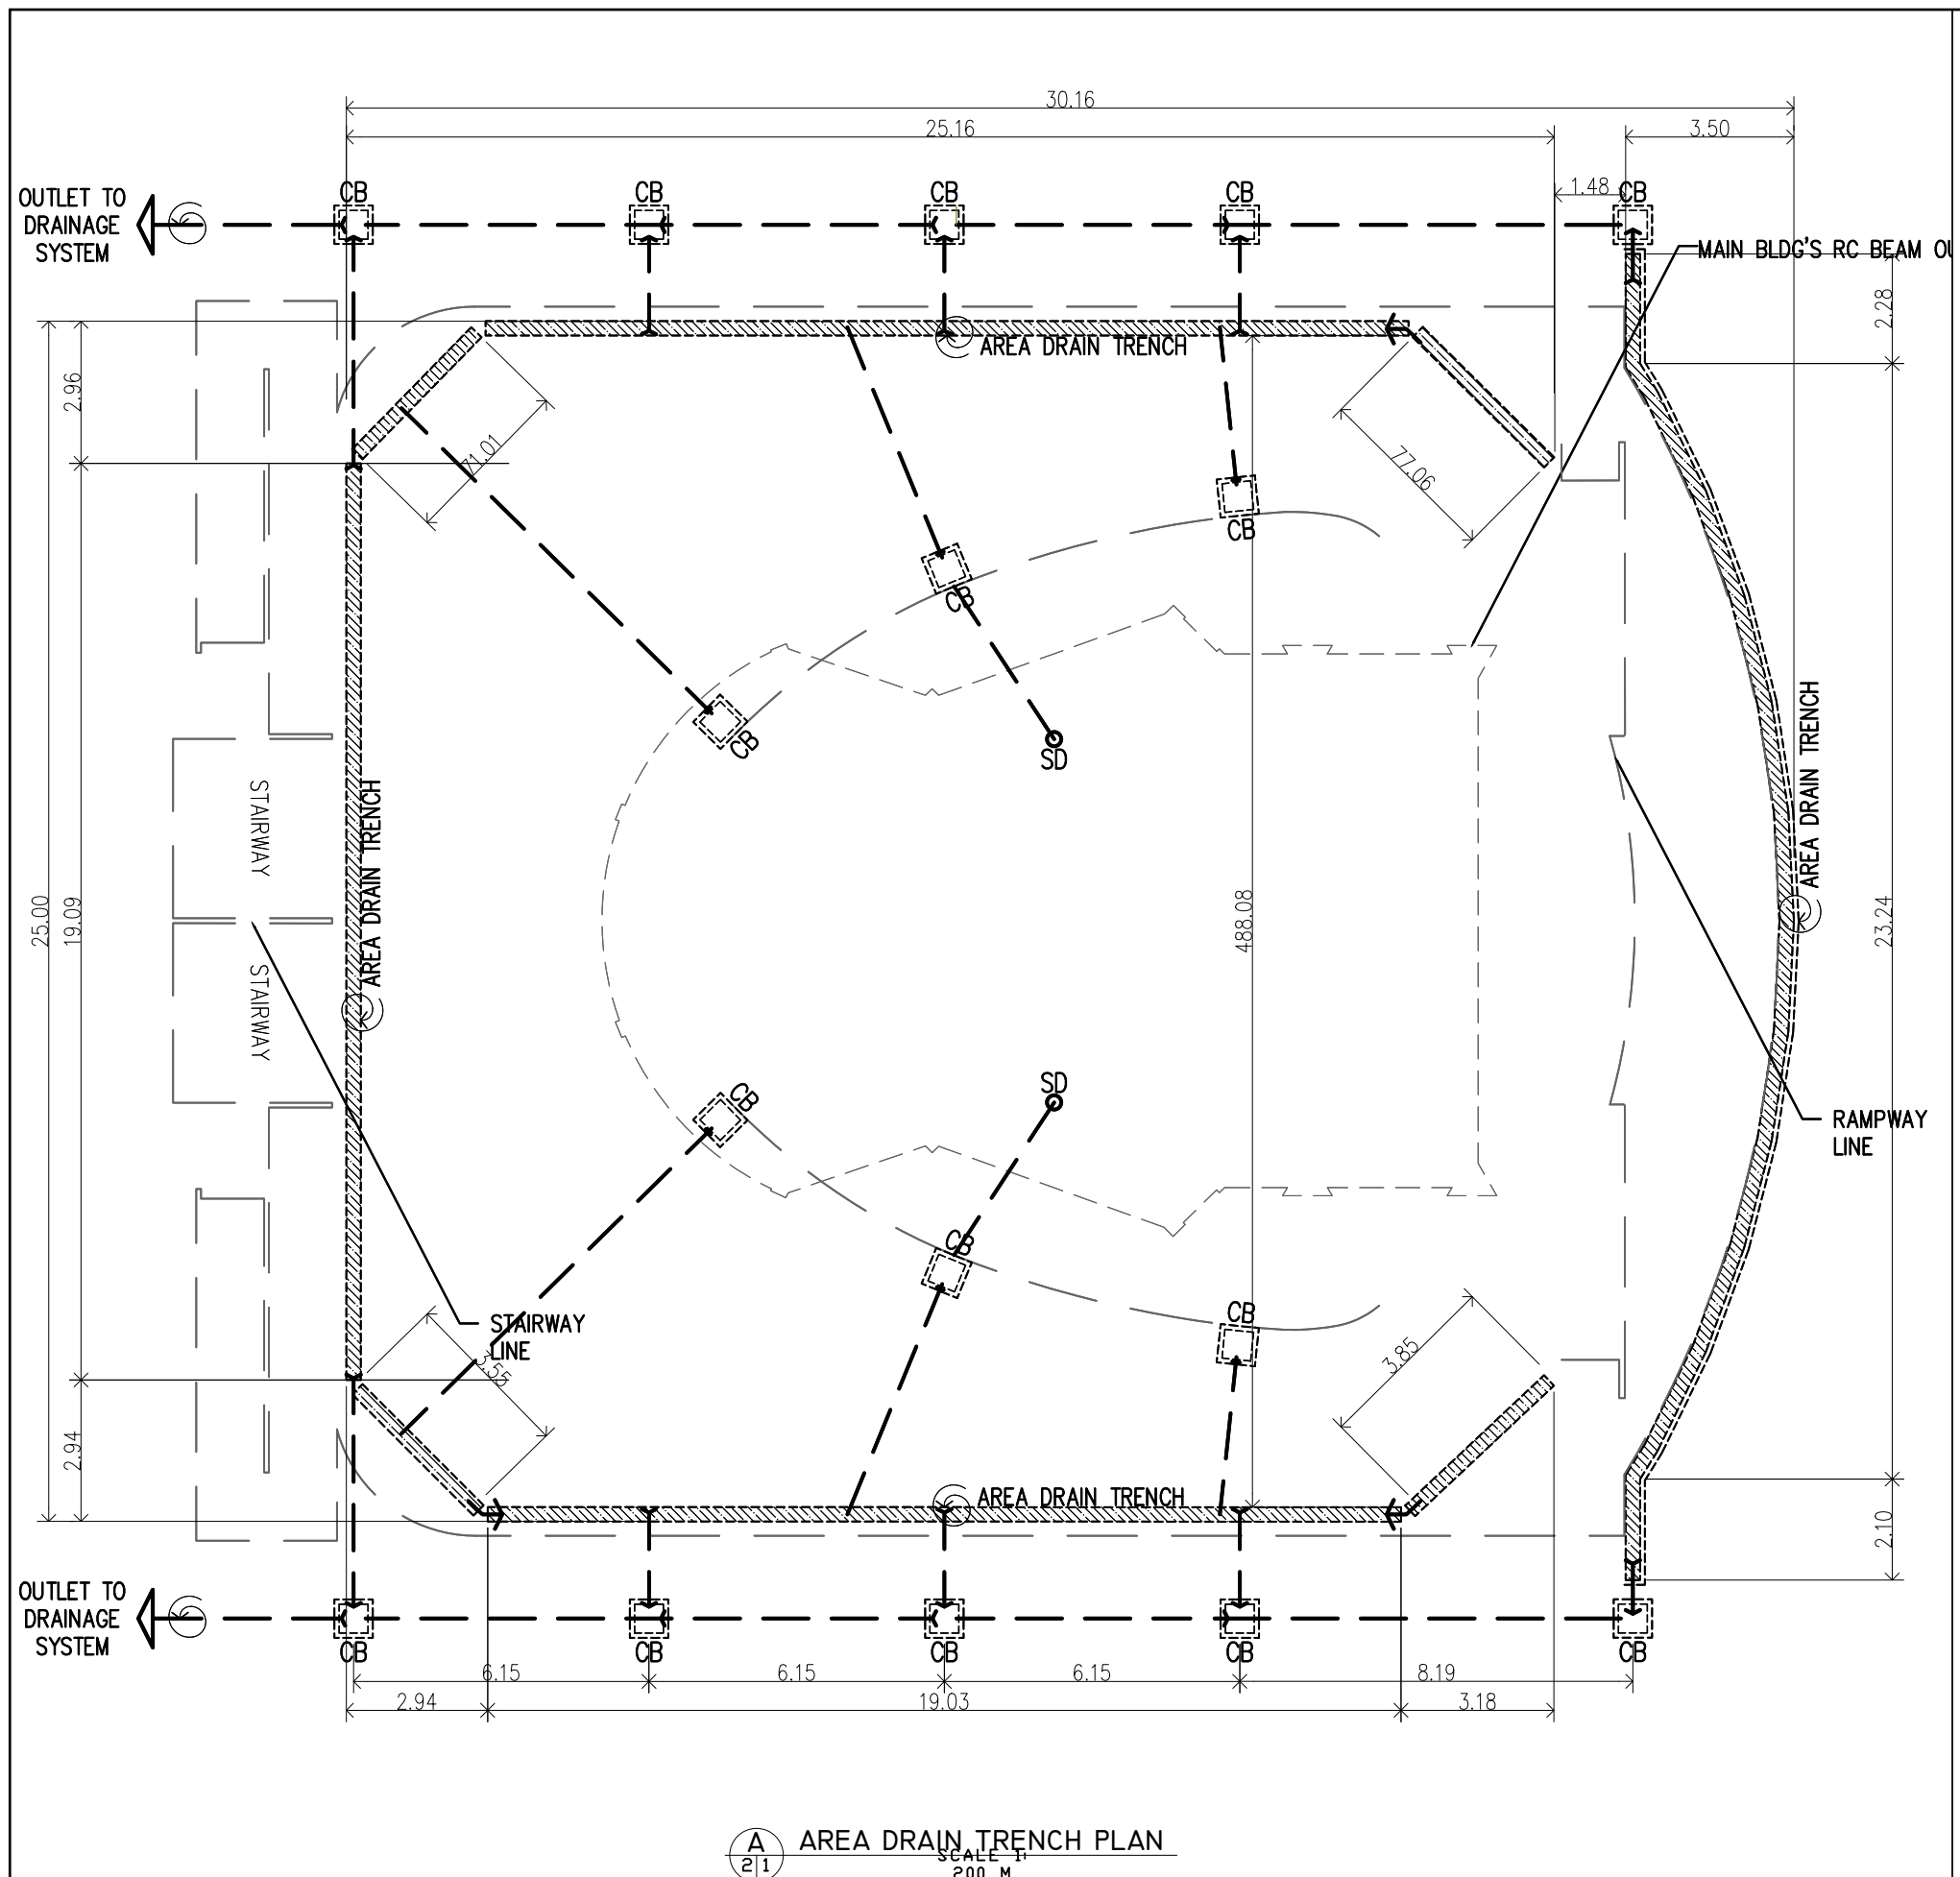 30.16
25.16
3.50
1.48
CB
CB
CB
CB
CB
OUTLET TO
DRAINAGE
SYSTEM
MAIN BLDG'S RC BEAM
2.28
AREA DRAIN TRENCH
2.96
71.01
77.06
CB
CB
CB
SD
AREA DRAIN TRENCH
STAIRWAY
AREA DRAIN TRENCH
25.00
19.09
488.08
23.24
STAIRWAY
SD
CB
RAMPWAY
LINE
CB
CB
STAIRWAY
LINE
3.55
3.85
2.94
AREA DRAIN TRENCH
2.10
OUTLET TO
DRAINAGE
SYSTEM
CB
CB
CB
CB
CB
6.15
6.15
6.15
8.19
2.94
19.03
3.18
A
2|1
AREA DRAIN TRENCH PLAN
SCALE 1:
200 M